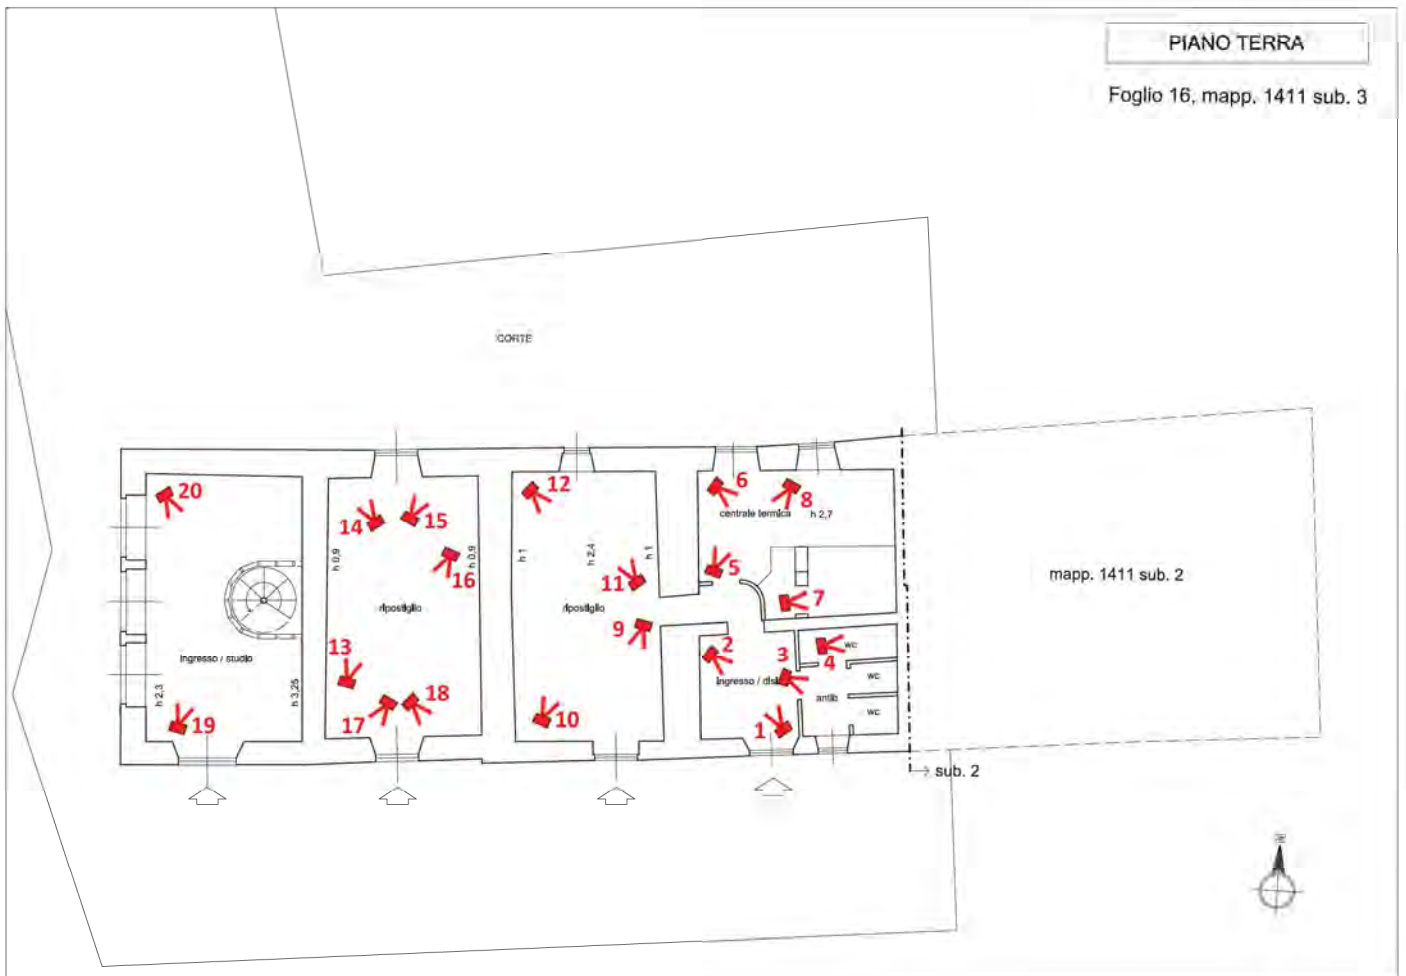 PIANO TERRA
Foglio 16, mapp. 1411 sub. 3
CORTE
20
12
6
8
14
15
centrale termica
h 2,7
h 0,9
16
h 0,9
h 1
h 2,4
h 1
11
5
7
mapp. 1411 sub. 2
ripostiglio
ripostiglio
9
13
2
3
4
wc
ingresso / studio
ingresso / disim
wc
antib
wc
h 2,3
h 3,25
17
18
10
1
19
sub. 2
N